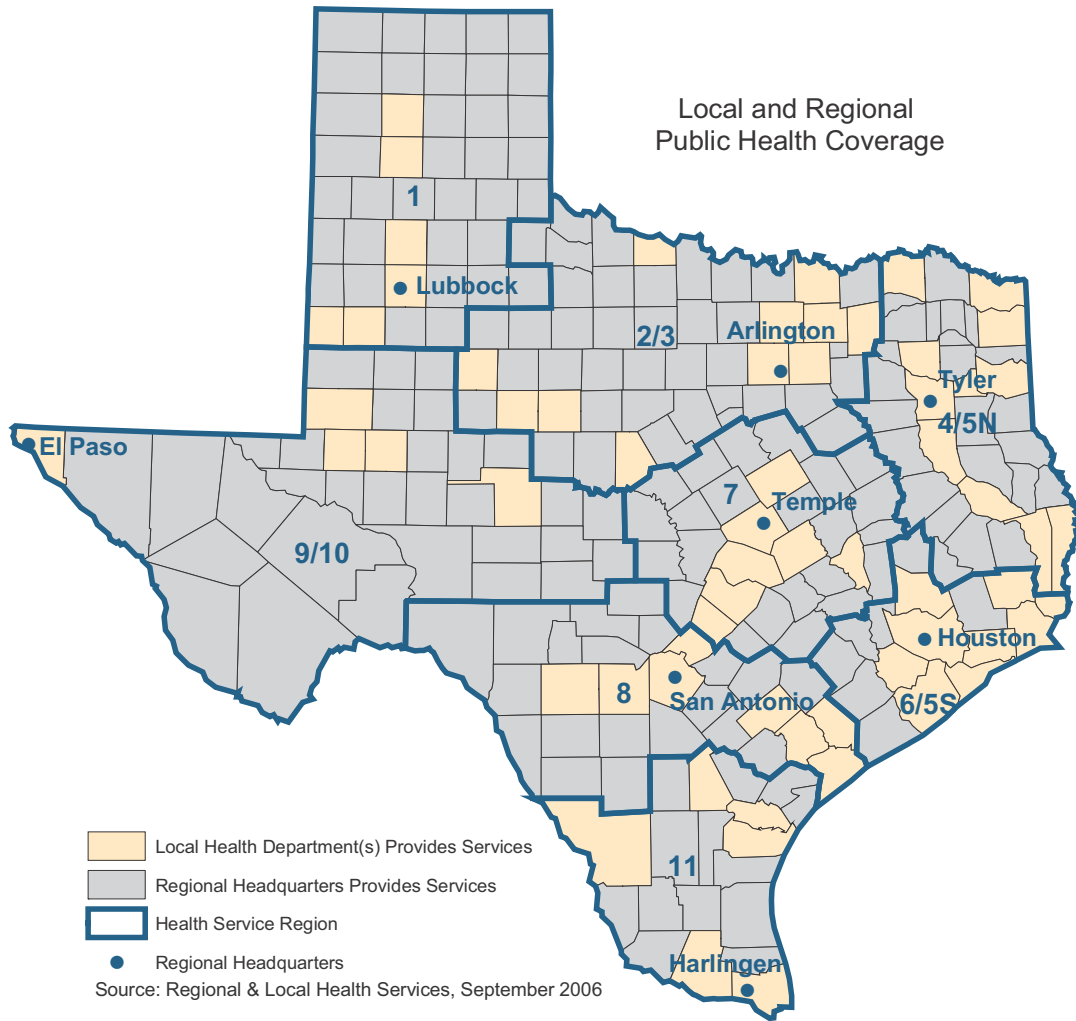 Local and Regional
Public Health Coverage
1
Lubbock
2/3
Arlington
Tyler
4/5N
El Paso
7
Temple
9/10
Houston
8
San Antonio
6/5S
11
Harlingen
Local Health Department(s) Provides Services
Regional Headquarters Provides Services
Health Service Region
Regional Headquarters
Source: Regional & Local Health Services, September 2006